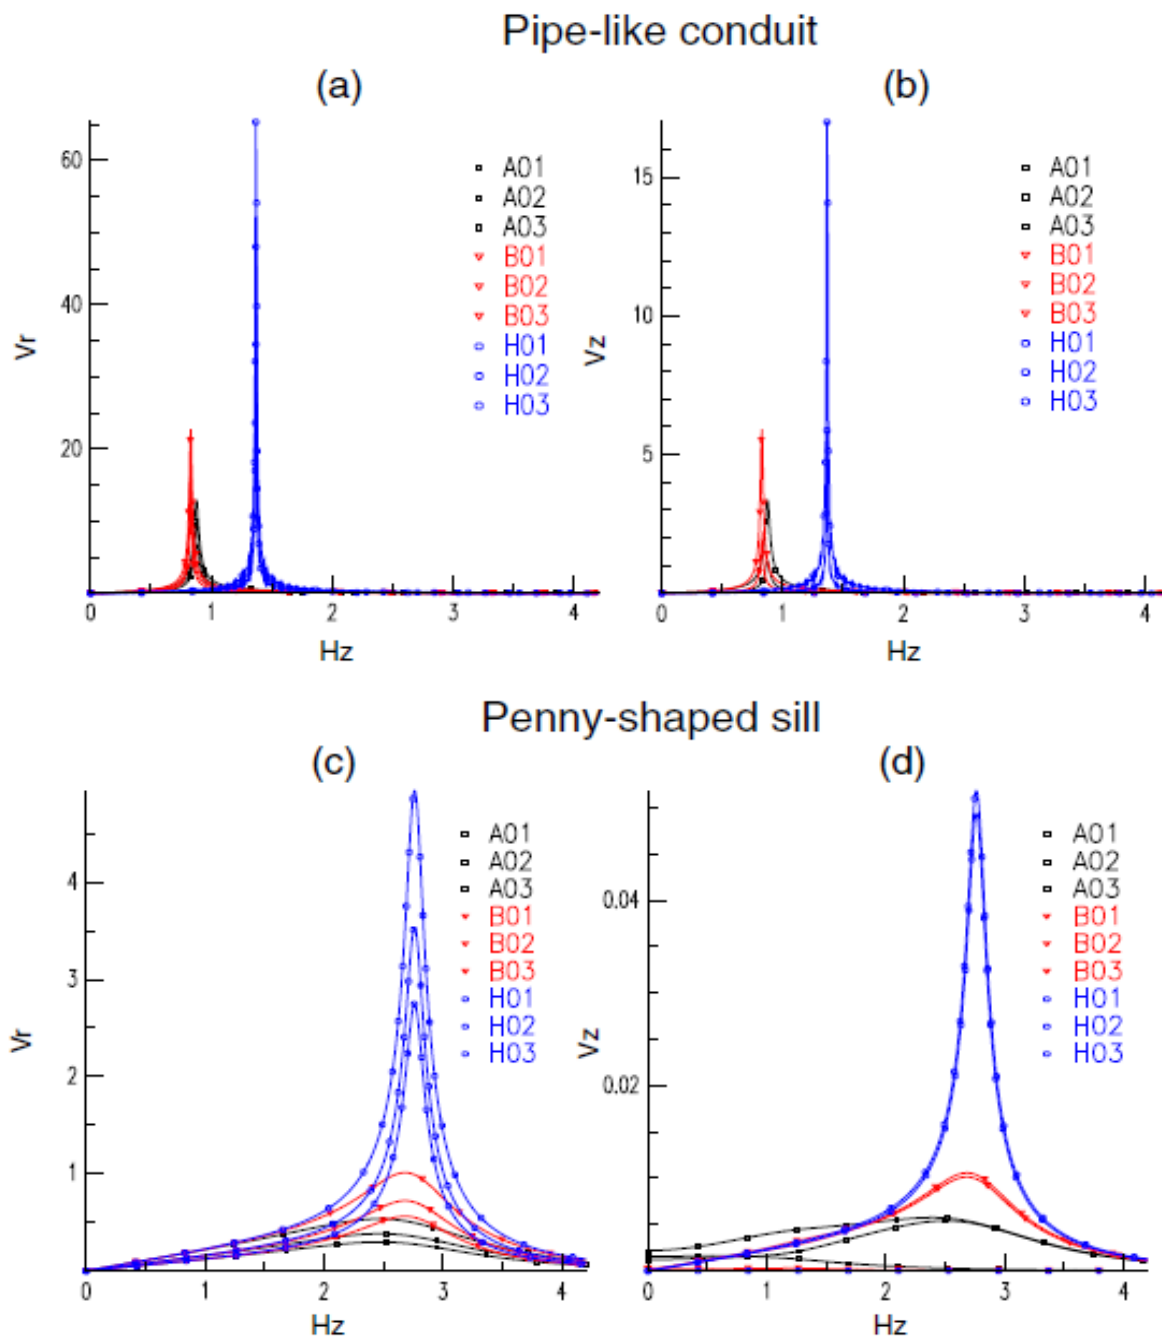 Pipe-like conduit
(a)
60
40
20
Vr
0 1 2 3 4
Hz
A01
A02
A03
B01
B02
B03
H01
H02
H03
(b)
15
10
5
Vz
0 1 2 3 4
Hz
A01
A02
A03
B01
B02
B03
H01
H02
H03
Penny-shaped sill
(c)
4
3
2
1
Vr
0 1 2 3 4
Hz
A01
A02
A03
B01
B02
B03
H01
H02
H03
(d)
0.04
0.02
Vz
0 1 2 3 4
Hz
A01
A02
A03
B01
B02
B03
H01
H02
H03